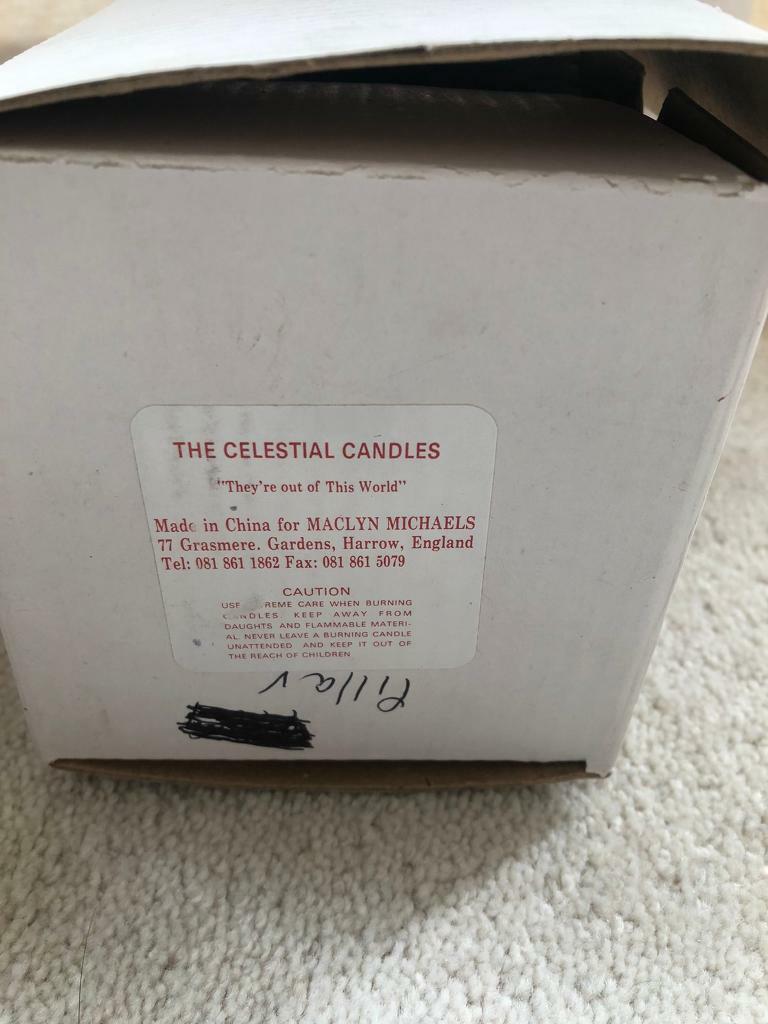 THE CELESTIAL CANDLES
"They're out of This World"
Made in China for MACLYN MICHAELS
77 Grasmere. Gardens, Harrow, England
Tel: 081 861 1862 Fax: 081 861 5079
CAUTION
CARE WHEN BURNING
KEEP AWAY FROM
DAUGHTS AND FLAMMABLE MATERI-
AL. NEVER LEAVE A BURNING CANDLE
UNATTENDED AND KEEP IT OUT OF
THE REACH OF CHILDREN
Pillar